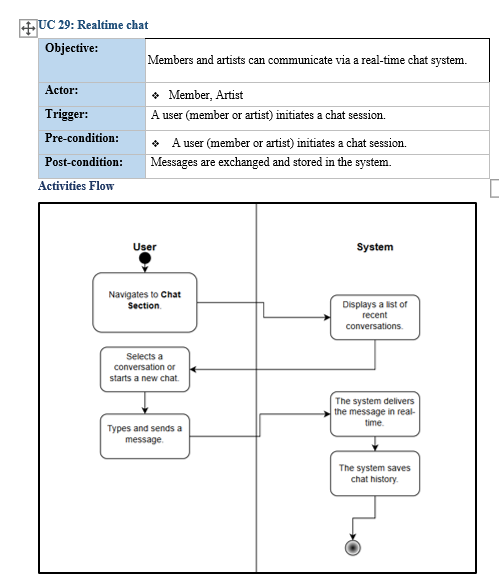 UC 29: Realtime chat
Objective:
Members and artists can communicate via a real-time chat system.
Actor:
❖ Member, Artist
Trigger:
A user (member or artist) initiates a chat session.
Pre-condition:
❖ A user (member or artist) initiates a chat session.
Post-condition:
Messages are exchanged and stored in the system.
Activities Flow
User
System
Navigates to Chat
Section.
Displays a list of
recent
conversations.
Selects a
conversation or
starts a new chat.
The system delivers
the message in real-
time.
Types and sends a
message.
The system saves
chat history.